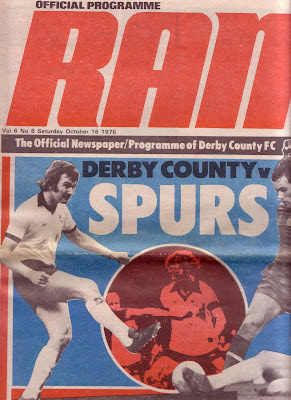 OFFICIAL PROGRAMME
RAM
Vol 6 No 8 Saturday October 16 1976
The Official Newspaper/Programme of Derby County FC
DERBY COUNTY v
SPURS